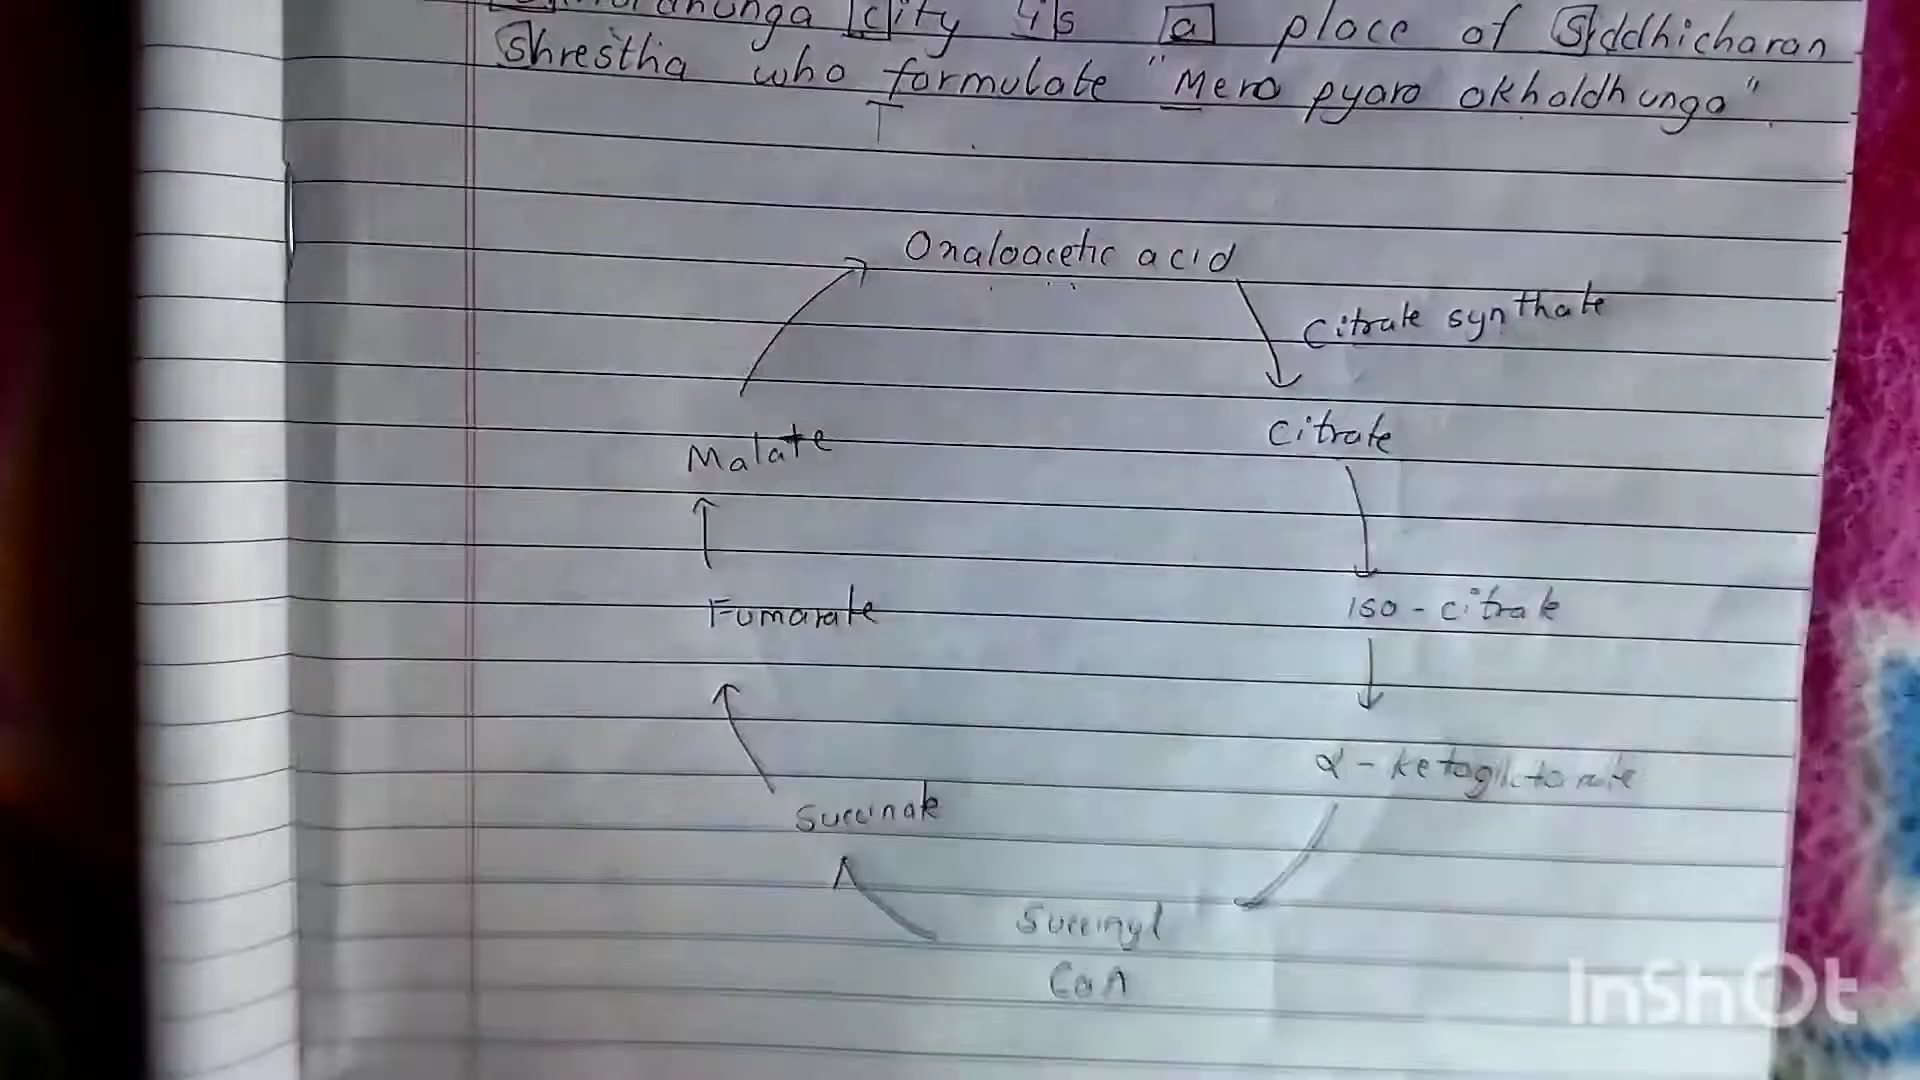 city is a place of Siddhicharan
Shrestha who formulate "Mero pyaro okholdhunga"
T
Oxaloacetic acid
Citrate synthate
Citrate
Malate
Iso-citrate
Fumarate
α-ketoglutorate
Succinate
Succinyl
CoA
InShOt